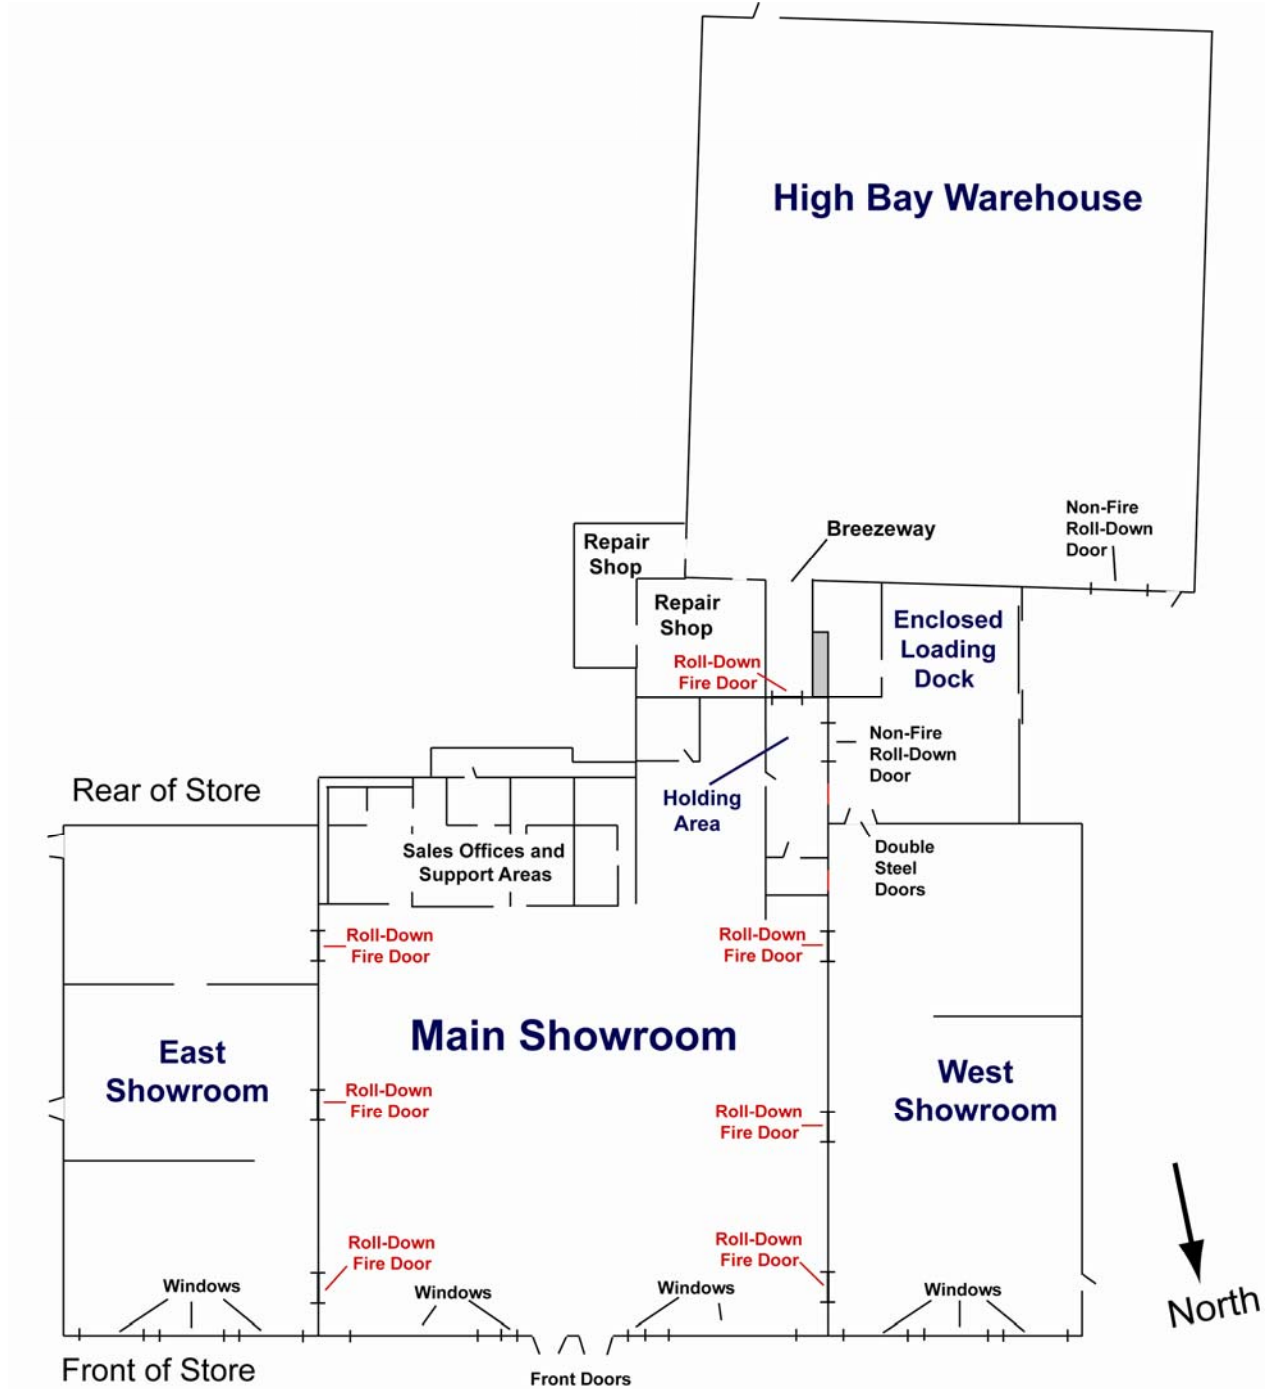 High Bay Warehouse
Non-Fire
Roll-Down
Door
Breezeway
Repair
Shop
Repair
Shop
Enclosed
Loading
Dock
Roll-Down
Fire Door
Non-Fire
Roll-Down
Door
Rear of Store
Holding
Area
Sales Offices and
Support Areas
Double
Steel
Doors
Roll-Down
Fire Door
Roll-Down
Fire Door
Main Showroom
East
Showroom
West
Showroom
Roll-Down
Fire Door
Roll-Down
Fire Door
Roll-Down
Fire Door
Roll-Down
Fire Door
Windows
Windows
Windows
Windows
North
Front of Store
Front Doors